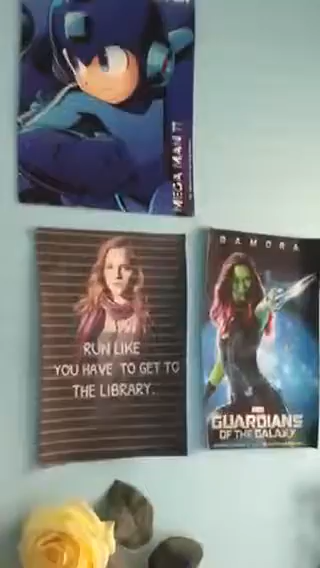 MEGA MAN 11
RUN LIKE
YOU HAVE TO GET TO
THE LIBRARY.
GAMORA
GUARDIANS
OF THE GALAXY